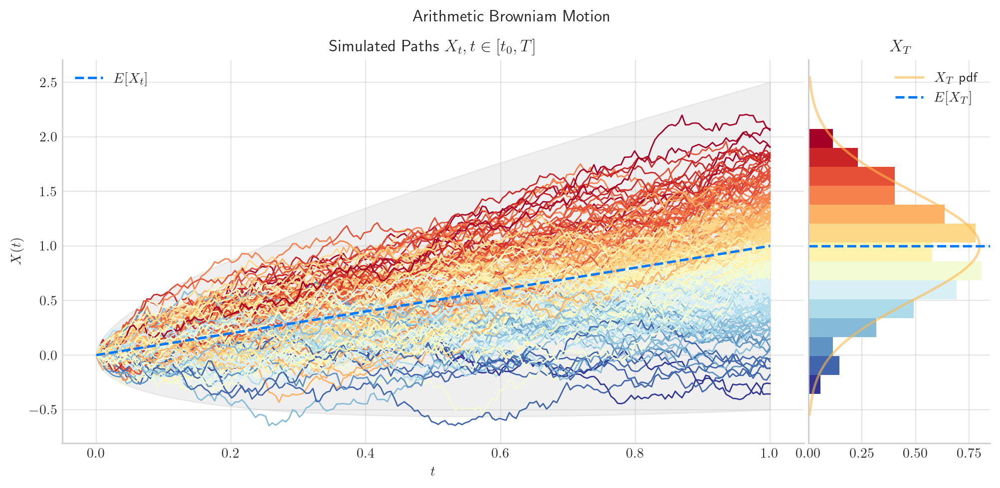 Arithmetic Browniam Motion
Simulated Paths $X_t, t \in [t_0, T]$
$X_T$
$E[X_t]$
$X_T$ pdf
$E[X_T]$
$X(t)$
2.5
2.0
1.5
1.0
0.5
0.0
−0.5
0.0 0.2 0.4 0.6 0.8 1.0
0.00 0.25 0.50 0.75
$t$